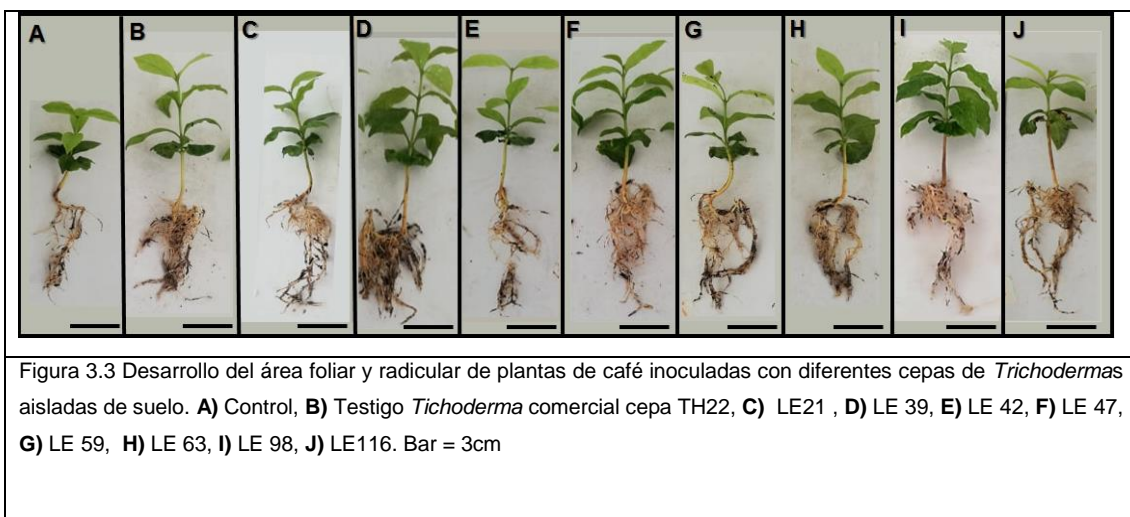 A B C D E F G H I J
Figura 3.3 Desarrollo del área foliar y radicular de plantas de café inoculadas con diferentes cepas de Trichodermas
aisladas de suelo. A) Control, B) Testigo Tichoderma comercial cepa TH22, C) LE21 , D) LE 39, E) LE 42, F) LE 47,
G) LE 59, H) LE 63, I) LE 98, J) LE116. Bar = 3cm